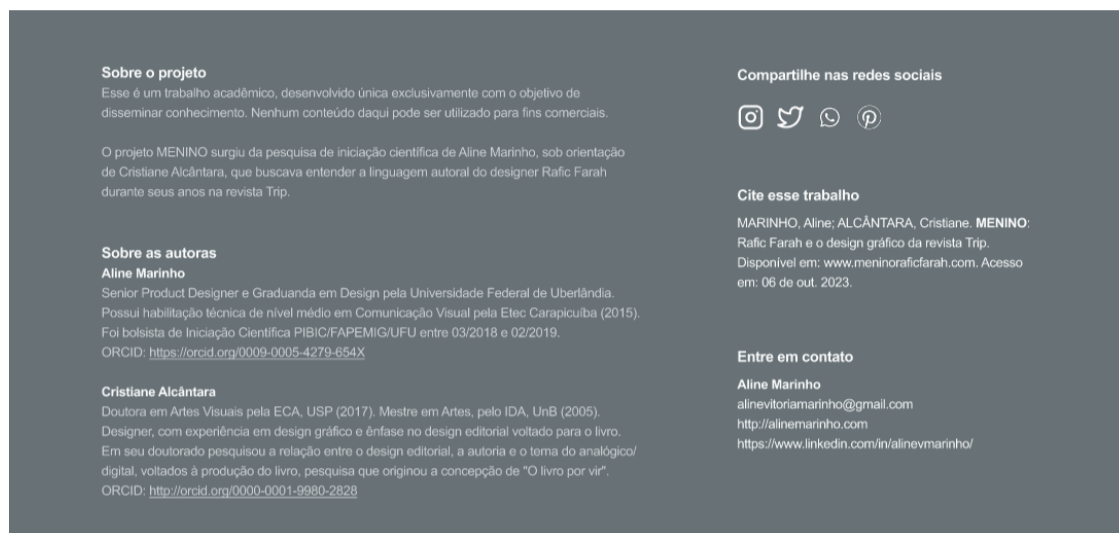 Sobre o projeto
Esse é um trabalho acadêmico, desenvolvido única exclusivamente com o objetivo de
disseminar conhecimento. Nenhum conteúdo daqui pode ser utilizado para fins comerciais.
O projeto MENINO surgiu da pesquisa de iniciação científica de Aline Marinho, sob orientação
de Cristiane Alcântara, que buscava entender a linguagem autoral do designer Rafic Farah
durante seus anos na revista Trip.
Sobre as autoras
Aline Marinho
Senior Product Designer e Graduanda em Design pela Universidade Federal de Uberlândia.
Possui habilitação técnica de nível médio em Comunicação Visual pela Etec Carapicuíba (2015).
Foi bolsista de Iniciação Científica PIBIC/FAPEMIG/UFU entre 03/2018 e 02/2019.
ORCID: https://orcid.org/0009-0005-4279-654X
Cristiane Alcântara
Doutora em Artes Visuais pela ECA, USP (2017). Mestre em Artes, pelo IDA, UnB (2005).
Designer, com experiência em design gráfico e ênfase no design editorial voltado para o livro.
Em seu doutorado pesquisou a relação entre o design editorial, a autoria e o tema do analógico/
digital, voltados à produção do livro, pesquisa que originou a concepção de "O livro por vir".
ORCID: http://orcid.org/0000-0001-9980-2828
Compartilhe nas redes sociais
Cite esse trabalho
MARINHO, Aline; ALCÂNTARA, Cristiane. MENINO:
Rafic Farah e o design gráfico da revista Trip.
Disponível em: www.meninoraficfarah.com. Acesso
em: 06 de out. 2023.
Entre em contato
Aline Marinho
alinevitoriamarinho@gmail.com
http://alinemarinho.com
https://www.linkedin.com/in/alinevmarinho/